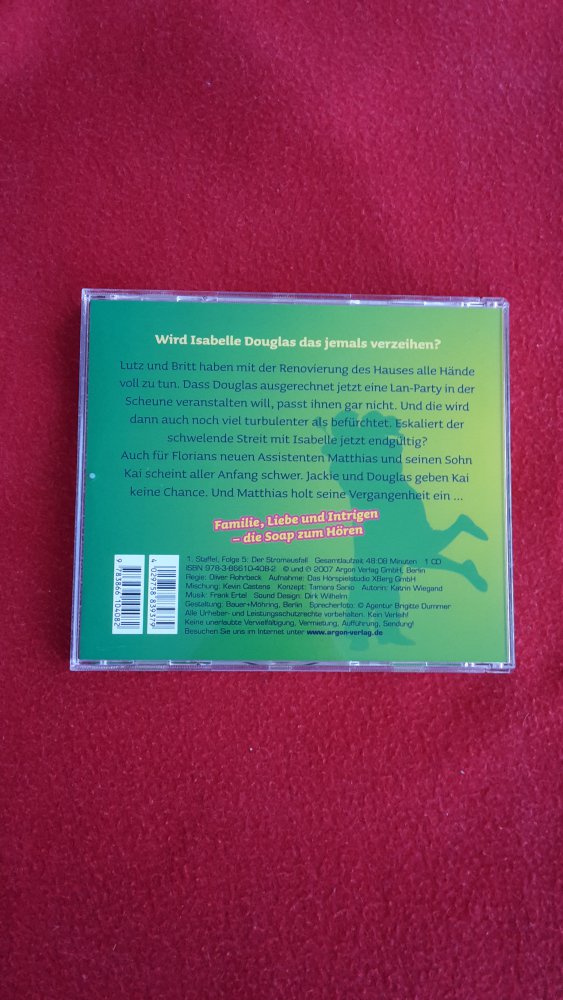 Wird Isabelle Douglas das jemals verzeihen?
Lutz und Britt haben mit der Renovierung des Hauses alle Hände
voll zu tun. Dass Douglas ausgerechnet jetzt eine Lan-Party in der
Scheune veranstalten will, passt ihnen gar nicht. Und die wird
dann auch noch viel turbulenter als befürchtet. Eskaliert der
schwelende Streit mit Isabelle jetzt endgültig?
Auch für Florians neuen Assistenten Matthias und seinen Sohn
Kai scheint aller Anfang schwer. Jackie und Douglas geben Kai
keine Chance. Und Matthias holt seine Vergangenheit ein ...
Familie, Liebe und Intrigen
– die Soap zum Hören
1. Staffel, Folge 5: Der Stromausfall Gesamtlaufzeit 48:08 Minuten 1 CD
ISBN 978-3-86610-408-2 © und ℗ 2007 Argon Verlag GmbH, Berlin
Regie: Oliver Rohrbeck Aufnahme: Das Hörspielstudio XBerg GmbH
Mischung: Kevin Castens Konzept: Tamara Sanio Autorin: Katrin Wiegand
Musik: Frank Ertel Sound Design: Dirk Wilhelm
Gestaltung: Bauer+Möhring, Berlin Sprecherfoto: © Agentur Brigitte Dummer
Alle Urheber- und Leistungsschutzrechte vorbehalten. Kein Verleih!
Keine unerlaubte Vervielfältigung, Vermietung, Aufführung, Sendung!
Besuchen Sie uns im Internet unter www.argon-verlag.de
9 783866 104082
4 029758 839577